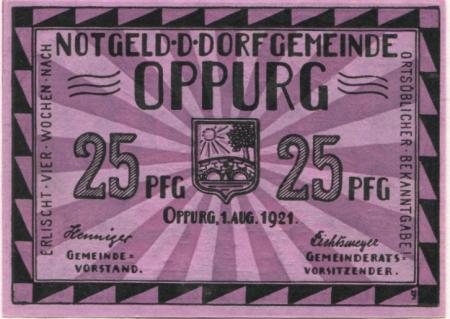 NOTGELD·D·DORFGEMEINDE
OPPURG
ERLISCHT·VIER·WOCHEN·NACH
ORTSÜBLICHER·BEKANNTGABE·
25 PFG
25 PFG
OPPURG, 1. AUG. 1921.
Henniger
GEMEINDE=
VORSTAND.
GEMEINDERATS=
VORSITZENDER.